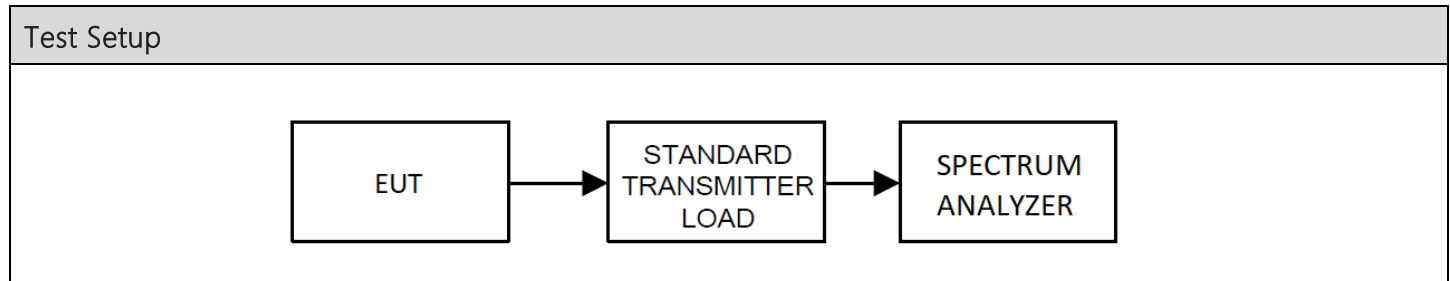 Test Setup
EUT
STANDARD
TRANSMITTER
LOAD
SPECTRUM
ANALYZER